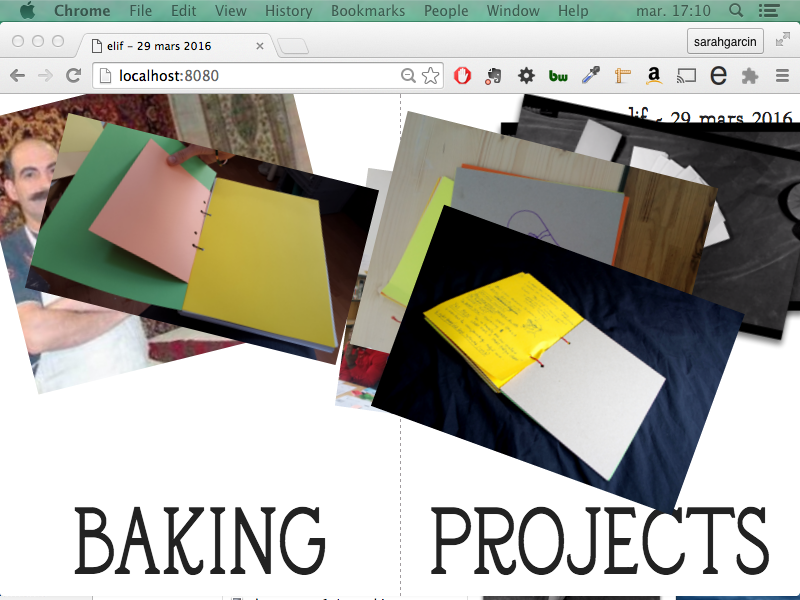 Chrome File Edit View History Bookmarks People Window Help mar. 17:10
elif – 29 mars 2016
sarahgarcin
localhost:8080
bw
a
e
elif - 29 mars 2016
BAKING PROJECTS